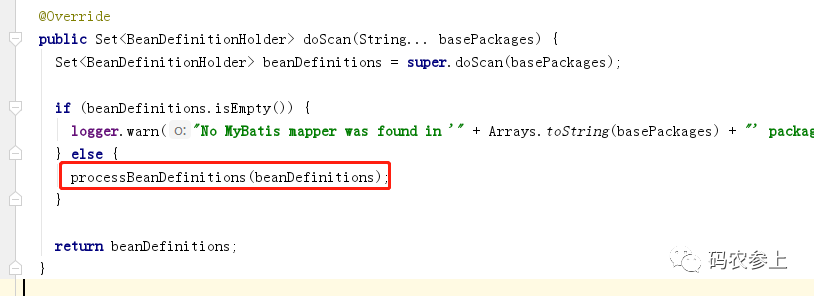 @Override
public Set<BeanDefinitionHolder> doScan(String... basePackages) {
Set<BeanDefinitionHolder> beanDefinitions = super.doScan(basePackages);
if (beanDefinitions.isEmpty()) {
logger.warn( o: "No MyBatis mapper was found in '" + Arrays.toString(basePackages) + "' packag
} else {
processBeanDefinitions(beanDefinitions);
}
return beanDefinitions;
}
码农参上